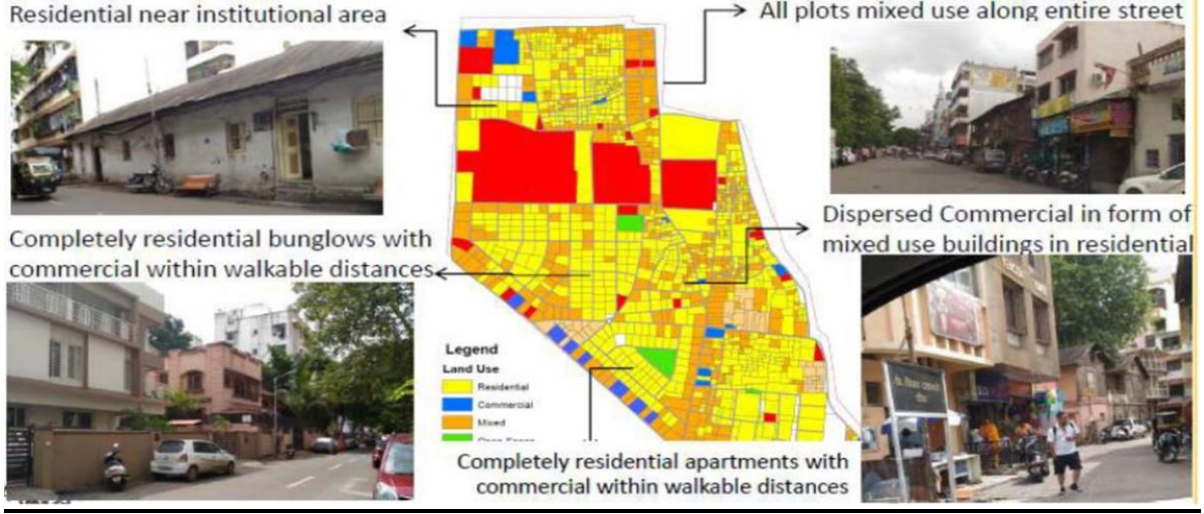 Residential near institutional area
All plots mixed use along entire street
Completely residential bunglows with
commercial within walkable distances
Dispersed Commercial in form of
mixed use buildings in residential
Legend
Land Use
Residential
Commercial
Mixed
Completely residential apartments with
commercial within walkable distances